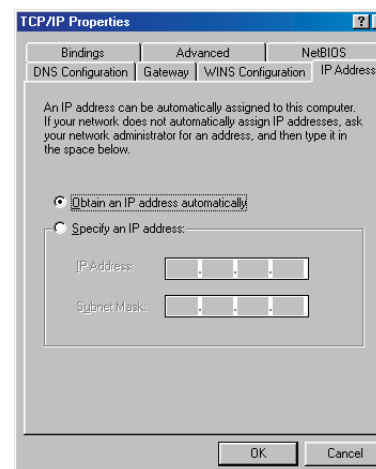 TCP/IP Properties
Bindings Advanced NetBIOS
DNS Configuration Gateway WINS Configuration IP Address
An IP address can be automatically assigned to this computer.
If your network does not automatically assign IP addresses, ask
your network administrator for an address, and then type it in
the space below.
Obtain an IP address automatically
Specify an IP address:
IP Address:
Subnet Mask:
OK Cancel